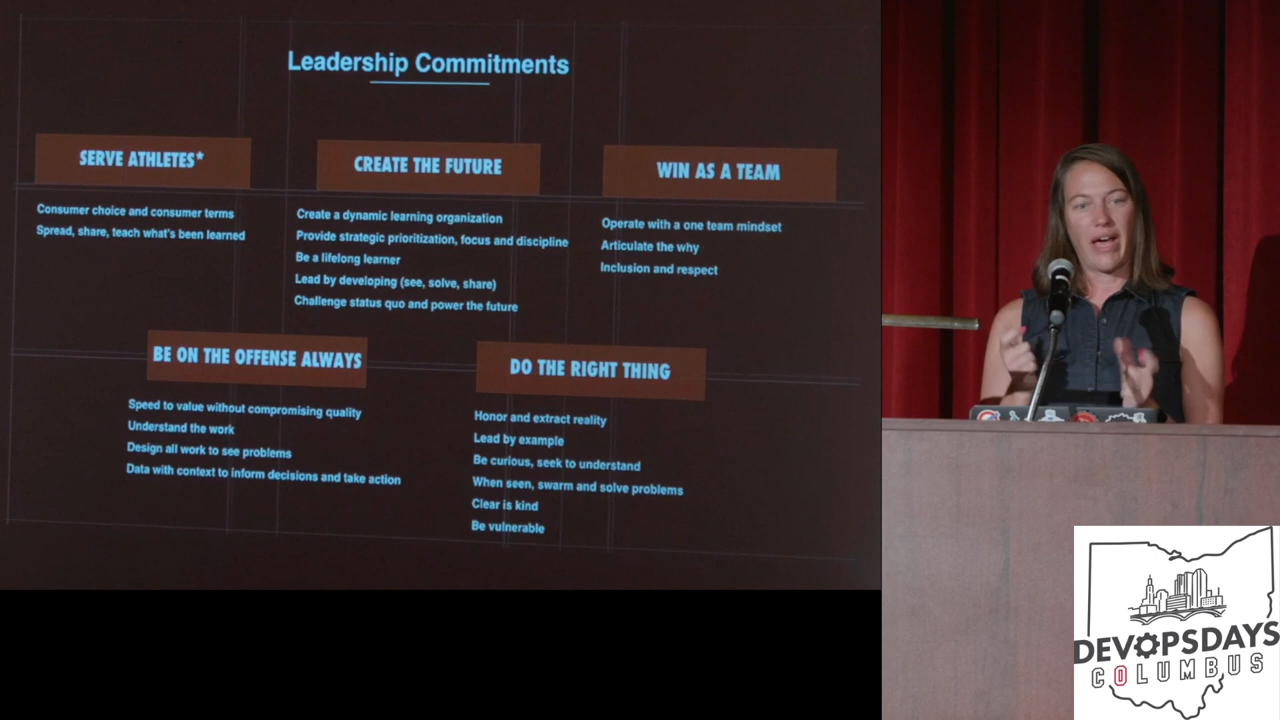 Leadership Commitments
SERVE ATHLETES*
Consumer choice and consumer terms
Spread, share, teach what's been learned
CREATE THE FUTURE
Create a dynamic learning organization
Provide strategic prioritization, focus and discipline
Be a lifelong learner
Lead by developing (see, solve, share)
Challenge status quo and power the future
WIN AS A TEAM
Operate with a one team mindset
Articulate the why
Inclusion and respect
BE ON THE OFFENSE ALWAYS
Speed to value without compromising quality
Understand the work
Design all work to see problems
Data with context to inform decisions and take action
DO THE RIGHT THING
Honor and extract reality
Lead by example
Be curious, seek to understand
When seen, swarm and solve problems
Clear is kind
Be vulnerable
DEVOPSDAYS
COLUMBUS